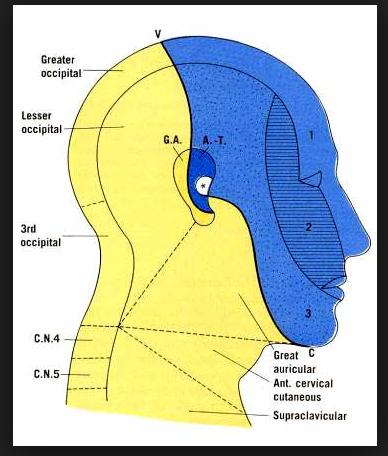 V
Greater
occipital
Lesser
occipital
G.A.
A.-T.
*
1
2
3rd
occipital
3
C.N.4
C.N.5
C
Great
auricular
Ant. cervical
cutaneous
Supraclavicular